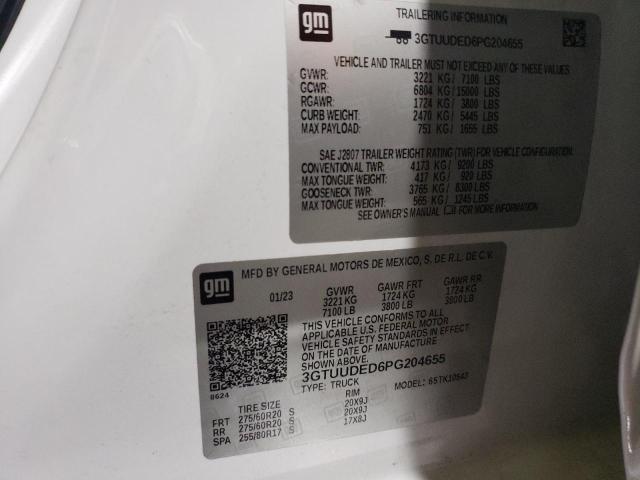 gm
TRAILERING INFORMATION
3GTUUDED6PG204655
VEHICLE AND TRAILER MUST NOT EXCEED ANY OF THESE VALUES
GVWR: 3221 KG / 7100 LBS
GCWR: 6804 KG / 15000 LBS
RGAWR: 1724 KG / 3800 LBS
CURB WEIGHT: 2470 KG / 5445 LBS
MAX PAYLOAD: 751 KG / 1655 LBS
SAE J2807 TRAILER WEIGHT RATING (TWR) FOR VEHICLE CONFIGURATION.
CONVENTIONAL TWR: 4173 KG / 9200 LBS
MAX TONGUE WEIGHT: 417 KG / 920 LBS
GOOSENECK TWR: 3765 KG / 8300 LBS
MAX TONGUE WEIGHT: 565 KG / 1245 LBS
SEE OWNER'S MANUAL FOR MORE INFORMATION
gm
MFD BY GENERAL MOTORS DE MEXICO, S. DE R.L. DE C.V.
01/23 GVWR GAWR FRT GAWR RR
3221 KG 1724 KG 1724 KG
7100 LB 3800 LB 3800 LB
THIS VEHICLE CONFORMS TO ALL
APPLICABLE U.S. FEDERAL MOTOR
VEHICLE SAFETY STANDARDS IN EFFECT
ON THE DATE OF MANUFACTURE
SHOWN ABOVE.
3GTUUDED6PG204655
TYPE: TRUCK MODEL: 6STK10543
8624
TIRE SIZE RIM
FRT 275/60R20 S 20X9J
RR 275/60R20 S 20X9J
SPA 255/80R17 S 17X8J